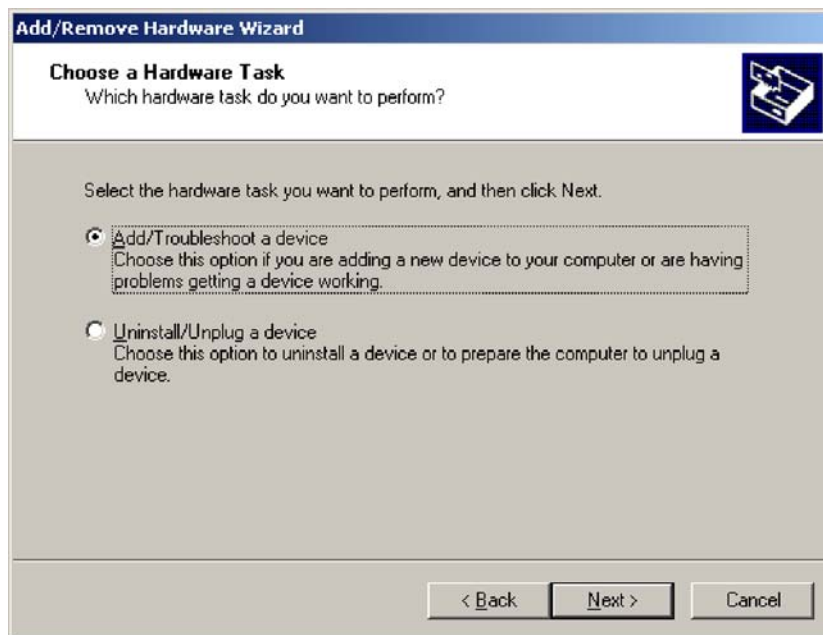 Add/Remove Hardware Wizard
Choose a Hardware Task
Which hardware task do you want to perform?
Select the hardware task you want to perform, and then click Next.
Add/Troubleshoot a device
Choose this option if you are adding a new device to your computer or are having
problems getting a device working.
Uninstall/Unplug a device
Choose this option to uninstall a device or to prepare the computer to unplug a
device.
< Back Next > Cancel